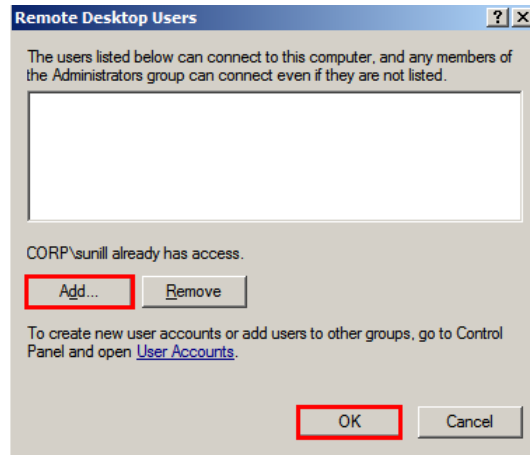 Remote Desktop Users
The users listed below can connect to this computer, and any members of
the Administrators group can connect even if they are not listed.
CORP\sunill already has access.
Add... Remove
To create new user accounts or add users to other groups, go to Control
Panel and open User Accounts.
OK Cancel